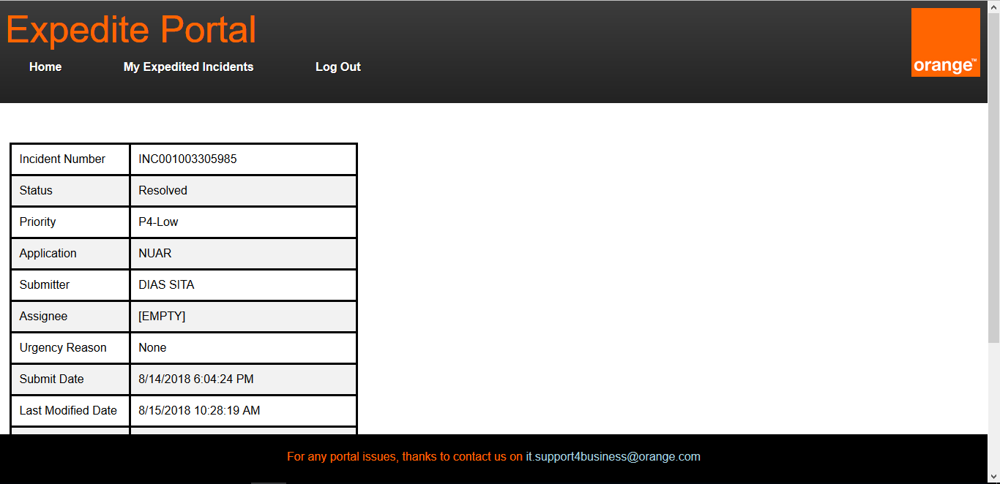 Expedite Portal
Home My Expedited Incidents Log Out
orange™
Incident Number INC001003305985
Status Resolved
Priority P4-Low
Application NUAR
Submitter DIAS SITA
Assignee [EMPTY]
Urgency Reason None
Submit Date 8/14/2018 6:04:24 PM
Last Modified Date 8/15/2018 10:28:19 AM
For any portal issues, thanks to contact us on it.support4business@orange.com